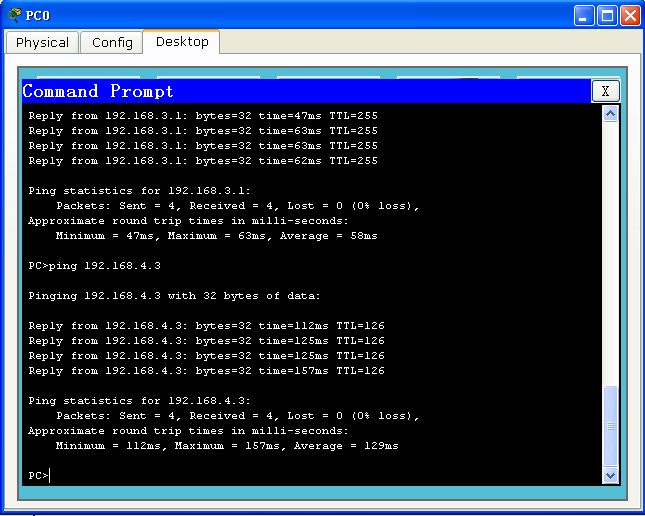 PC0
Physical Config Desktop
Command Prompt X
Reply from 192.168.3.1: bytes=32 time=47ms TTL=255
Reply from 192.168.3.1: bytes=32 time=63ms TTL=255
Reply from 192.168.3.1: bytes=32 time=63ms TTL=255
Reply from 192.168.3.1: bytes=32 time=62ms TTL=255
Ping statistics for 192.168.3.1:
Packets: Sent = 4, Received = 4, Lost = 0 (0% loss),
Approximate round trip times in milli-seconds:
Minimum = 47ms, Maximum = 63ms, Average = 58ms
PC>ping 192.168.4.3
Pinging 192.168.4.3 with 32 bytes of data:
Reply from 192.168.4.3: bytes=32 time=112ms TTL=126
Reply from 192.168.4.3: bytes=32 time=125ms TTL=126
Reply from 192.168.4.3: bytes=32 time=125ms TTL=126
Reply from 192.168.4.3: bytes=32 time=157ms TTL=126
Ping statistics for 192.168.4.3:
Packets: Sent = 4, Received = 4, Lost = 0 (0% loss),
Approximate round trip times in milli-seconds:
Minimum = 112ms, Maximum = 157ms, Average = 129ms
PC>